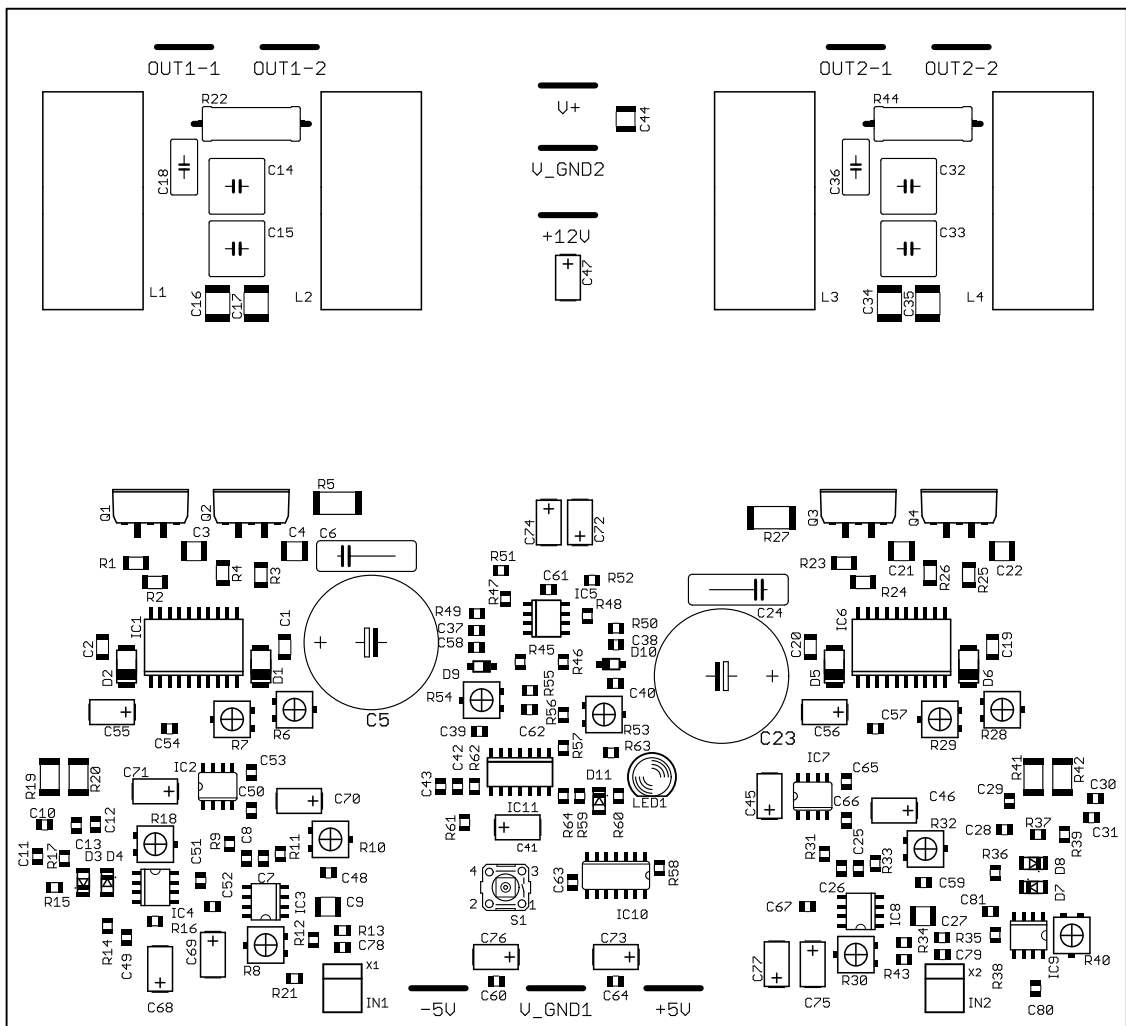 OUT1-1 OUT1-2 OUT2-1 OUT2-2
R22 V+ C44 R44
C18 C14 V_GND2 C36 C32
C15 +12V C33
C47
L1 C16 C17 L2 L3 C34 C35 L4
Q1 Q2 R5 C74 C72 R27 Q3 Q4
C3 C4 C6 C21 C22
R1 R4 R3 R51 R52 R23 R26 R25
R2 R47 C61 IC5 C24 R24
IC1 R49 R48 IC6
C2 C1 C37 R50 C20 C19
C58 C38
D2 D1 D9 R45 R46 D10 D5 D6
R54 R55 C40
C55 R7 R6 C5 R56 R53 C23 C56 R29 R28
C54 C39 C62 C57
R57 R63
R19 R20 C71 IC2 C53 C43 C42 R62 D11 LED1 IC7 C65 R41 R42
C50 C70 IC11 C45 C66 C46 C29 C30
C10 R18 R61 C41 R64 R59 R60 R32 C28 R37 C31
C13 C12 R9 C8 R11 R10 R31 C25 R33 R39
C11 R17 D3 D4 C51 4 3 C63 R58 R36 D8
R15 C52 C7 C48 2 1 C59 D7
IC4 IC3 C9 S1 IC10 C67 C26 IC8 C81
R14 R16 R12 R13 C27 R34 R35
C49 C69 R8 C78 C76 C73 C77 C79 R38 IC9 R40
R21 X1 R30 R43 X2
C68 IN1 C60 C64 C75 IN2 C80
-5V V_GND1 +5V